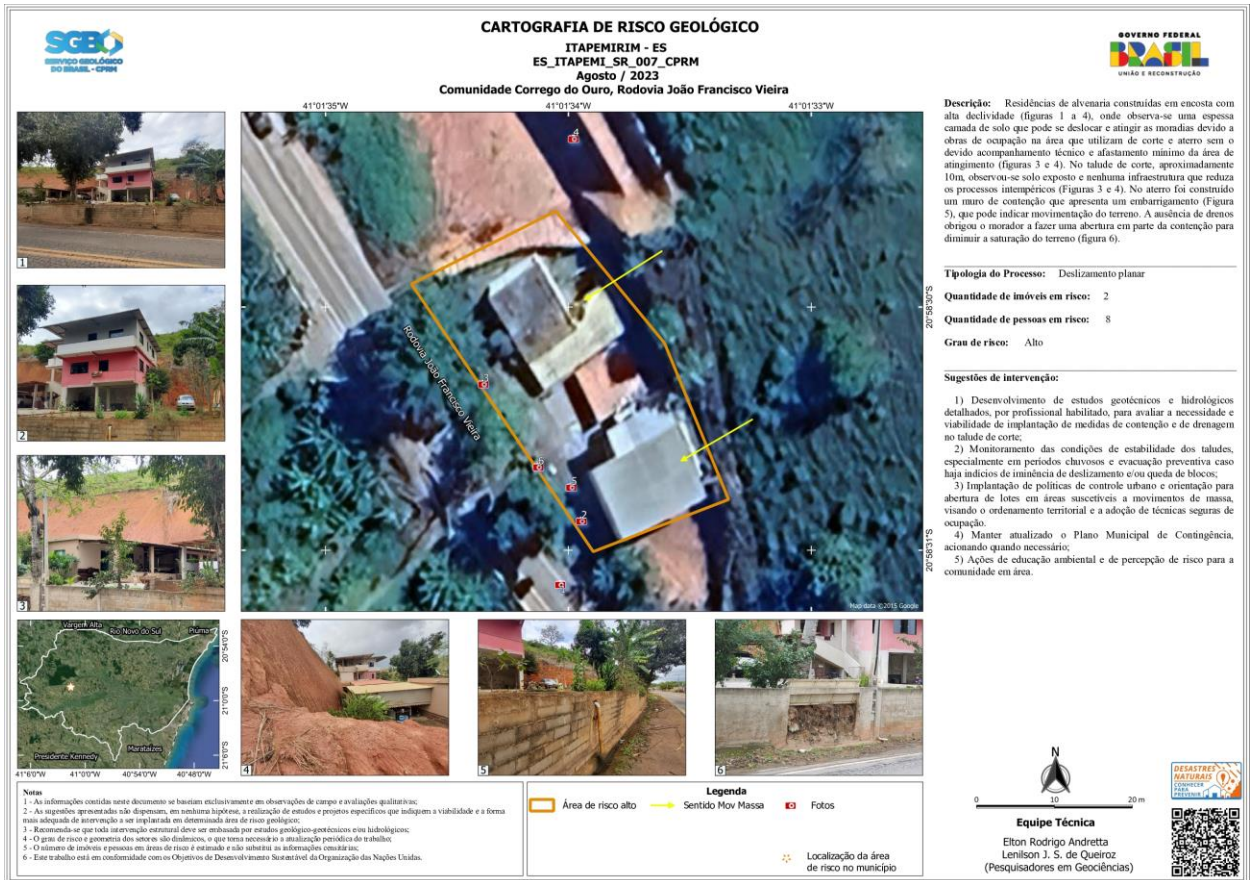 SGB
SERVIÇO GEOLÓGICO
DO BRASIL - CPRM
CARTOGRAFIA DE RISCO GEOLÓGICO
ITAPEMIRIM - ES
ES_ITAPEMI_SR_007_CPRM
Agosto / 2023
Comunidade Corrego do Ouro, Rodovia João Francisco Vieira
GOVERNO FEDERAL
BRASIL
UNIÃO E RECONSTRUÇÃO
41°01'35"W
41°01'34"W
41°01'33"W
20°58'30"S
20°58'31"S
Rodovia João Francisco Vieira
4
3
6
5
2
1
Map data ©2015 Google
1
2
3
Descrição: Residências de alvenaria construídas em encosta com
alta declividade (figuras 1 a 4), onde observa-se uma espessa
camada de solo que pode se deslocar e atingir as moradias devido a
obras de ocupação na área que utilizam de corte e aterro sem o
devido acompanhamento técnico e afastamento mínimo da área de
atingimento (figuras 3 e 4). No talude de corte, aproximadamente
10m, observou-se solo exposto e nenhuma infraestrutura que reduza
os processos intempéricos (Figuras 3 e 4). No aterro foi construído
um muro de contenção que apresenta um embarrigamento (Figura
5), que pode indicar movimentação do terreno. A ausência de drenos
obrigou o morador a fazer uma abertura em parte da contenção para
diminuir a saturação do terreno (figura 6).
Tipologia do Processo: Deslizamento planar
Quantidade de imóveis em risco: 2
Quantidade de pessoas em risco: 8
Grau de risco: Alto
Sugestões de intervenção:
1) Desenvolvimento de estudos geotécnicos e hidrológicos
detalhados, por profissional habilitado, para avaliar a necessidade e
viabilidade de implantação de medidas de contenção e de drenagem
no talude de corte;
2) Monitoramento das condições de estabilidade dos taludes,
especialmente em períodos chuvosos e evacuação preventiva caso
haja indícios de iminência de deslizamento e/ou queda de blocos;
3) Implantação de políticas de controle urbano e orientação para
abertura de lotes em áreas suscetíveis a movimentos de massa,
visando o ordenamento territorial e a adoção de técnicas seguras de
ocupação.
4) Manter atualizado o Plano Municipal de Contingência,
acionando quando necessário;
5) Ações de educação ambiental e de percepção de risco para a
comunidade em área.
Vargem Alta
Rio Novo do Sul
Piúma
Presidente Kennedy
Marataízes
20°54'0"S
21°0'0"S
21°6'0"S
41°6'0"W
41°0'0"W
40°54'0"W
40°48'0"W
4
5
6
Notas
1 - As informações contidas neste documento se baseiam exclusivamente em observações de campo e avaliações qualitativas;
2 - As sugestões apresentadas não dispensam, em nenhuma hipótese, a realização de estudos e projetos específicos que indiquem a viabilidade e a forma
mais adequada de intervenção a ser implantada em determinada área de risco geológico;
3 - Recomenda-se que toda intervenção estrutural deve ser embasada por estudos geológico-geotécnicos e/ou hidrológicos;
4 - O grau de risco e geometria dos setores são dinâmicos, o que torna necessário a atualização periódica do trabalho;
5 - O número de imóveis e pessoas em áreas de risco é estimado e não substitui as informações censitárias;
6 - Este trabalho está em conformidade com os Objetivos de Desenvolvimento Sustentável da Organização das Nações Unidas.
Legenda
Área de risco alto
Sentido Mov Massa
Fotos
Localização da área
de risco no município
N
0
10
20 m
Equipe Técnica
Elton Rodrigo Andretta
Lenilson J. S. de Queiroz
(Pesquisadores em Geociências)
DESASTRES
NATURAIS
CONHECER
PARA
PREVENIR